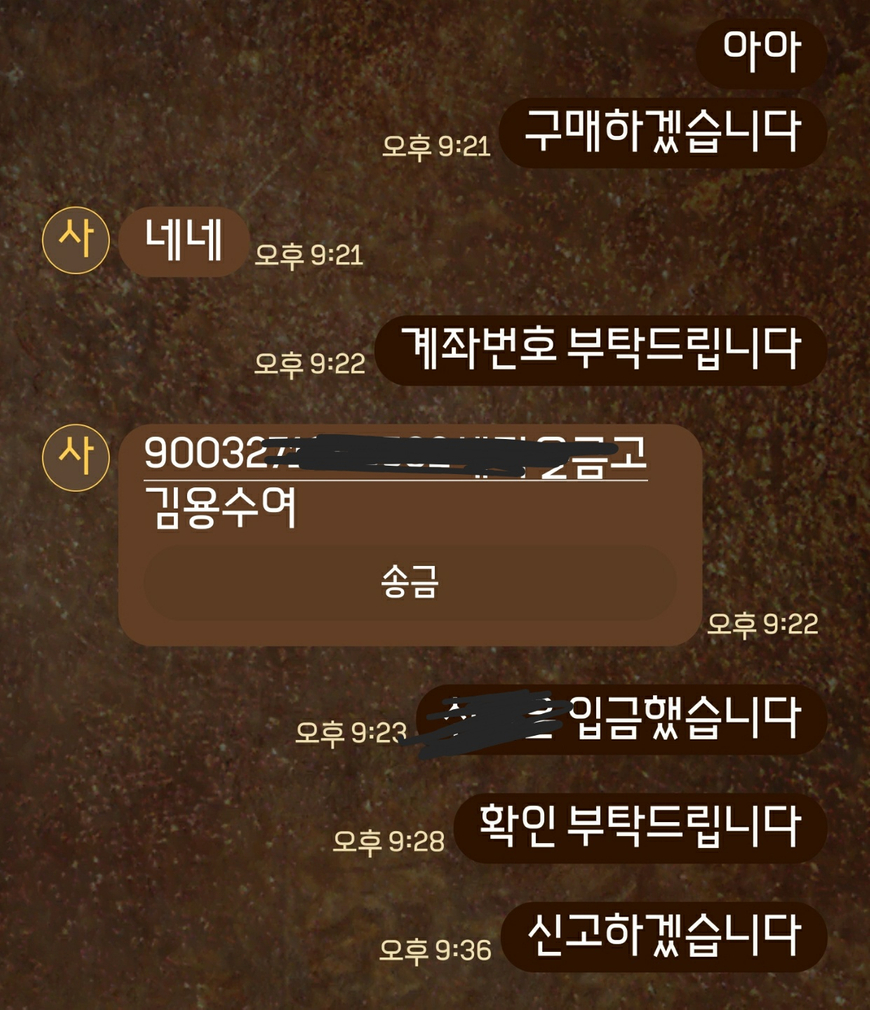 아아
구매하겠습니다
오후 9:21
사
네네
오후 9:21
계좌번호 부탁드립니다
오후 9:22
사
90032 금고
김용수여
송금
오후 9:22
입금했습니다
오후 9:23
확인 부탁드립니다
오후 9:28
신고하겠습니다
오후 9:36